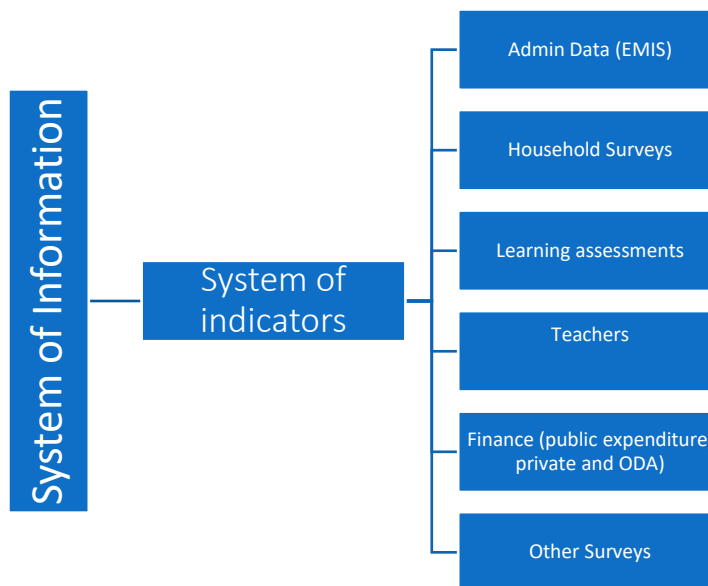 System of Information
System of
indicators
Admin Data (EMIS)
Household Surveys
Learning assessments
Teachers
Finance (public expenditure
private and ODA)
Other Surveys